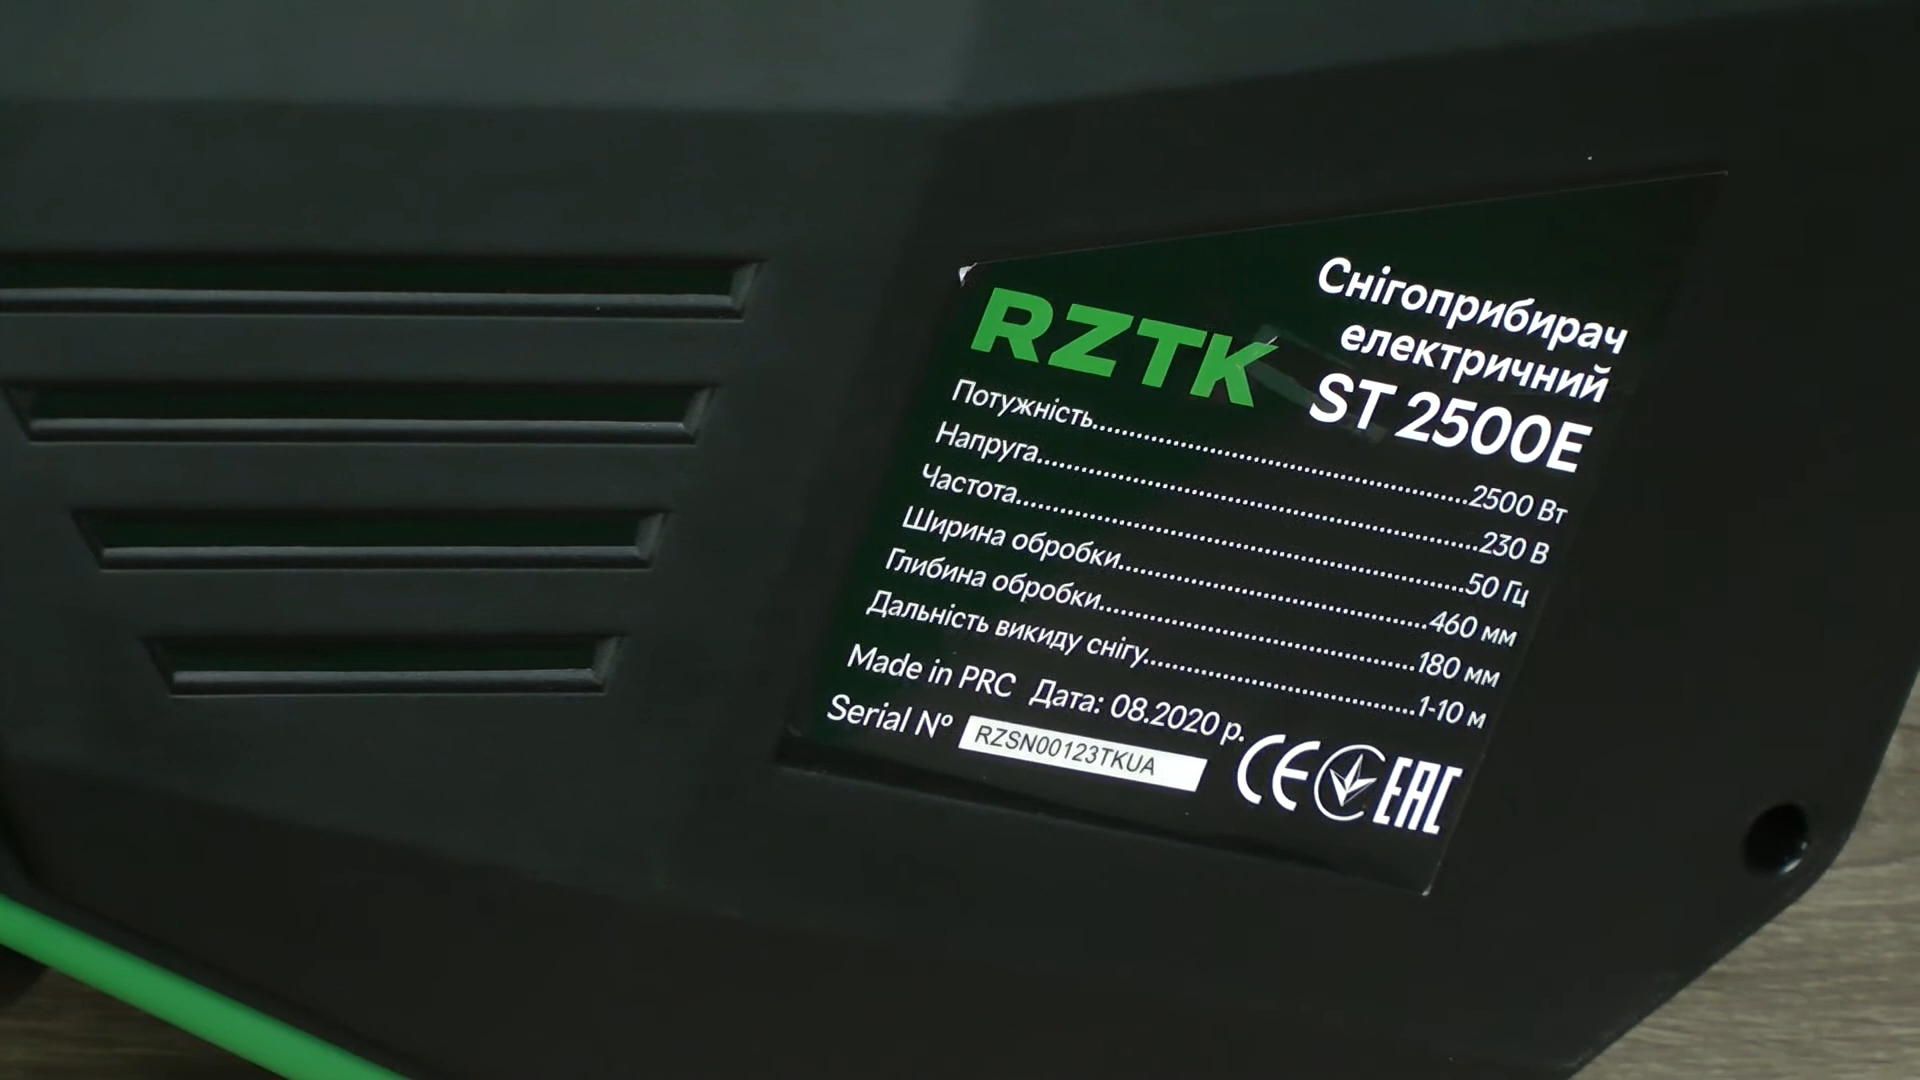 RZTK
Снігоприбирач
електричний
ST 2500E
Потужність....................2500 Вт
Напруга....................230 В
Частота....................50 Гц
Ширина обробки....................460 мм
Глибина обробки....................180 мм
Дальність викиду снігу....................1-10 м
Made in PRC Дата: 08.2020 р.
Serial № RZSN00123TKUA
CE EAC